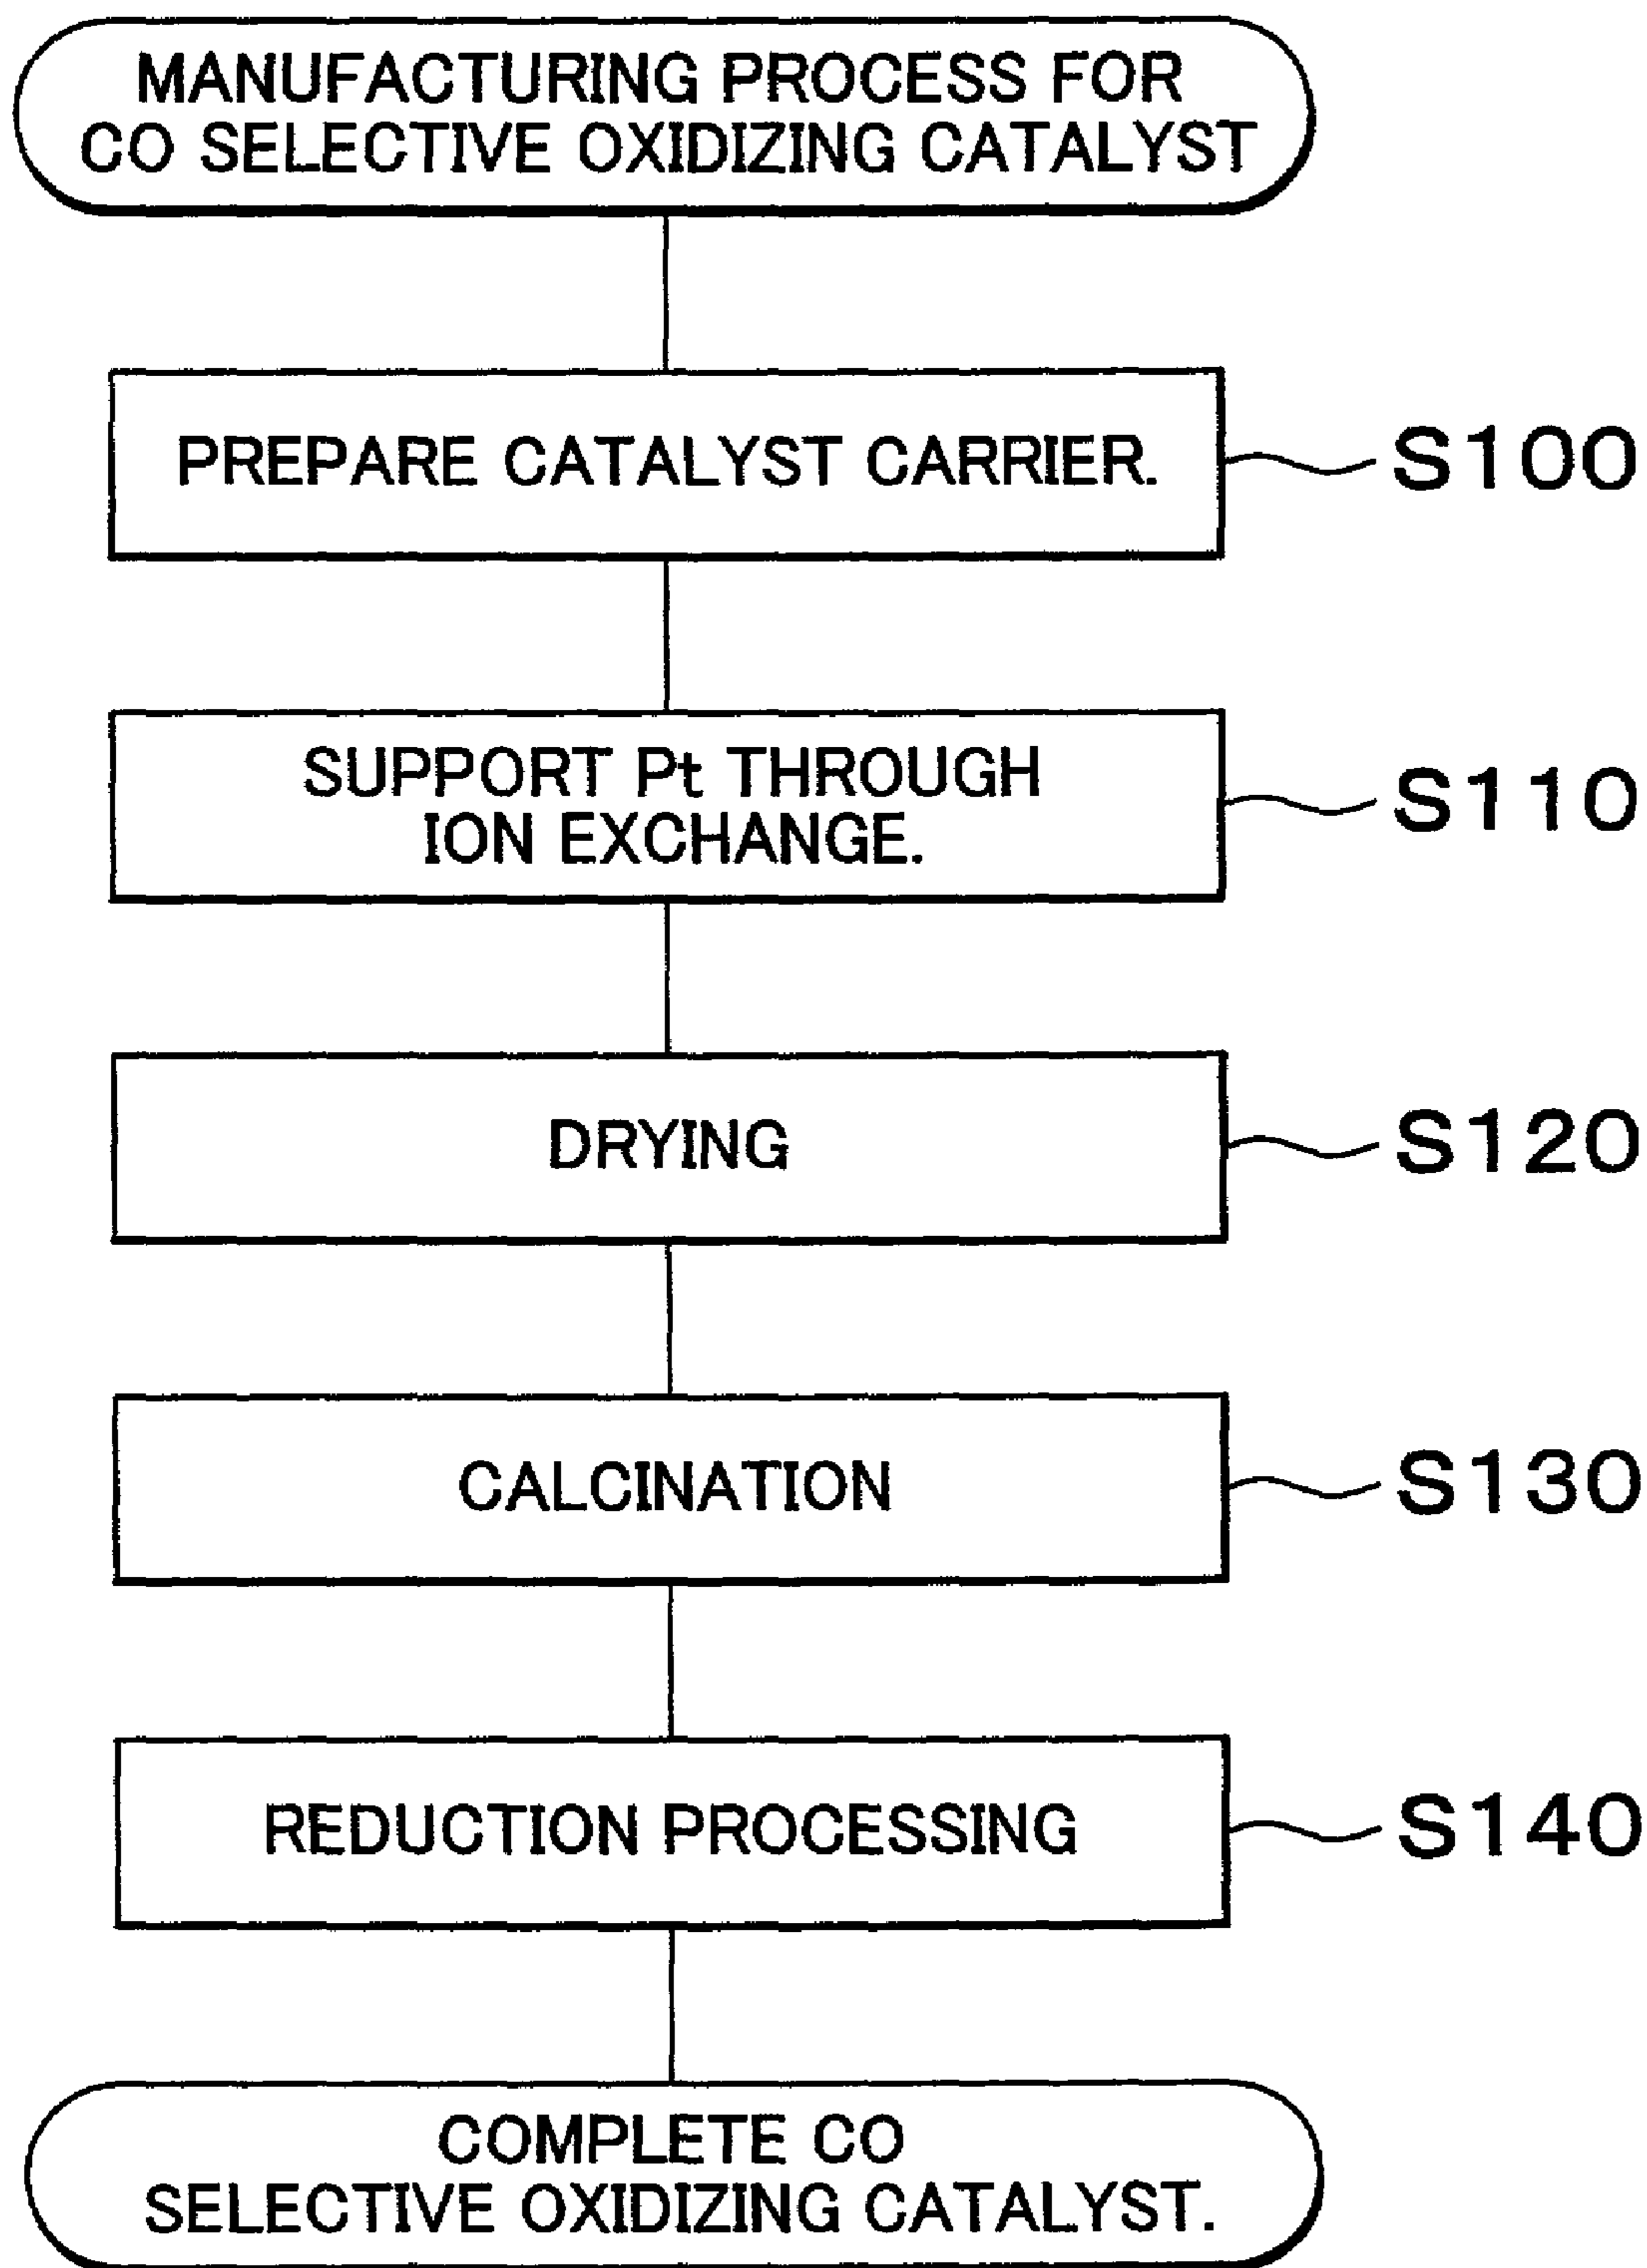 MANUFACTURING PROCESS FOR
CO SELECTIVE OXIDIZING CATALYST
PREPARE CATALYST CARRIER.
S100
SUPPORT Pt THROUGH
ION EXCHANGE.
S110
DRYING
S120
CALCINATION
S130
REDUCTION PROCESSING
S140
COMPLETE CO
SELECTIVE OXIDIZING CATALYST.